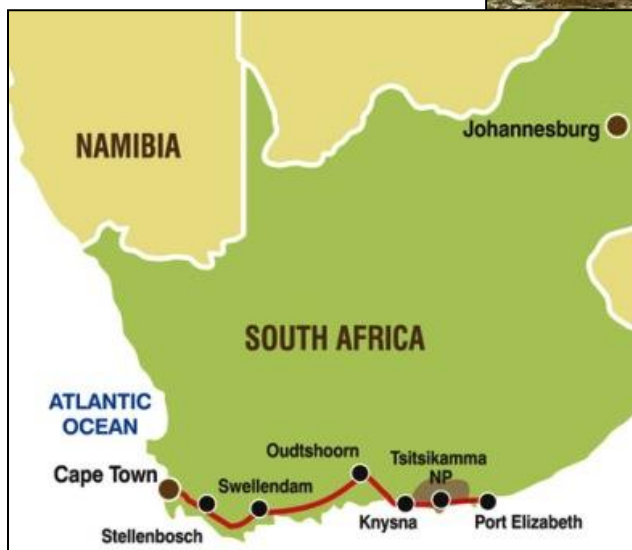 Johannesburg
NAMIBIA
SOUTH AFRICA
ATLANTIC
OCEAN
Cape Town
Stellenbosch
Swellendam
Oudtshoorn
Knysna
Tsitsikamma
NP
Port Elizabeth